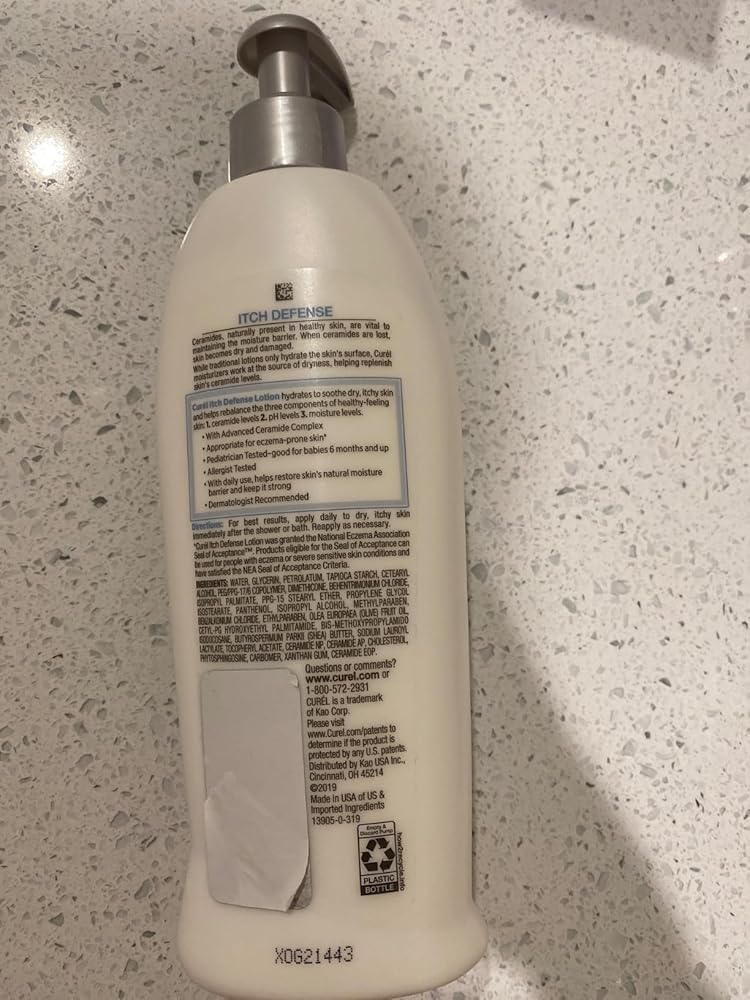 ITCH DEFENSE
Ceramides, naturally present in healthy skin, are vital to
maintaining the moisture barrier. When ceramides are lost,
skin becomes dry and damaged.
While traditional lotions only hydrate the skin's surface, Curél
moisturizers work at the source of dryness, helping replenish
skin's ceramide levels.
Curél Itch Defense Lotion hydrates to soothe dry, itchy skin
and helps rebalance the three components of healthy-feeling
skin: 1. ceramide levels 2. pH levels 3. moisture levels.
• With Advanced Ceramide Complex
• Appropriate for eczema-prone skin*
• Pediatrician Tested–good for babies 6 months and up
• Allergist Tested
• With daily use, helps restore skin's natural moisture
barrier and keep it strong
• Dermatologist Recommended
Directions: For best results, apply daily to dry, itchy skin
immediately after the shower or bath. Reapply as necessary.
*Curél Itch Defense Lotion was granted the National Eczema Association
Seal of Acceptance™. Products eligible for the Seal of Acceptance can
be used for people with eczema or severe sensitive skin conditions and
have satisfied the NEA Seal of Acceptance Criteria.
INGREDIENTS: WATER, GLYCERIN, PETROLATUM, TAPIOCA STARCH, CETEARYL
ALCOHOL, PEG/PPG-17/6 COPOLYMER, DIMETHICONE, BEHENTRIMONIUM CHLORIDE,
ISOPROPYL PALMITATE, PPG-15 STEARYL ETHER, PROPYLENE GLYCOL
ISOSTEARATE, PANTHENOL, ISOPROPYL ALCOHOL, METHYLPARABEN,
BENZALKONIUM CHLORIDE, ETHYLPARABEN, OLEA EUROPAEA (OLIVE) FRUIT OIL,
CETYL-PG HYDROXYETHYL PALMITAMIDE, BIS-METHOXYPROPYLAMIDO
ISODOCOSANE, BUTYROSPERMUM PARKII (SHEA) BUTTER, SODIUM LAUROYL
LACTYLATE, TOCOPHERYL ACETATE, CERAMIDE NP, CERAMIDE AP, CHOLESTEROL,
PHYTOSPHINGOSINE, CARBOMER, XANTHAN GUM, CERAMIDE EOP.
Questions or comments?
www.curel.com or
1-800-572-2931
CURÉL is a trademark
of Kao Corp.
Please visit
www.Curel.com/patents to
determine if the product is
protected by any U.S. patents.
Distributed by Kao USA Inc.,
Cincinnati, OH 45214
©2019
Made in USA of US &
Imported Ingredients
13905-0-319
Empty &
Discard Pump
PLASTIC
BOTTLE
how2recycle.info
X0G21443